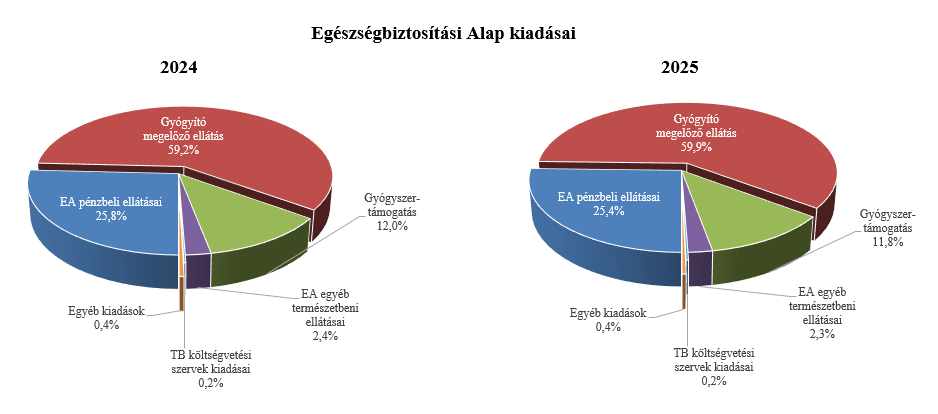 Egészségbiztosítási Alap kiadásai
2024
Gyógyító
megelőző ellátás
59,2%
EA pénzbeli ellátásai
25,8%
Gyógyszer-
támogatás
12,0%
EA egyéb
természetbeni
ellátásai
2,4%
Egyéb kiadások
0,4%
TB költségvetési
szervek kiadásai
0,2%
2025
Gyógyító
megelőző ellátás
59,9%
EA pénzbeli ellátásai
25,4%
Gyógyszer-
támogatás
11,8%
EA egyéb
természetbeni
ellátásai
2,3%
Egyéb kiadások
0,4%
TB költségvetési
szervek kiadásai
0,2%